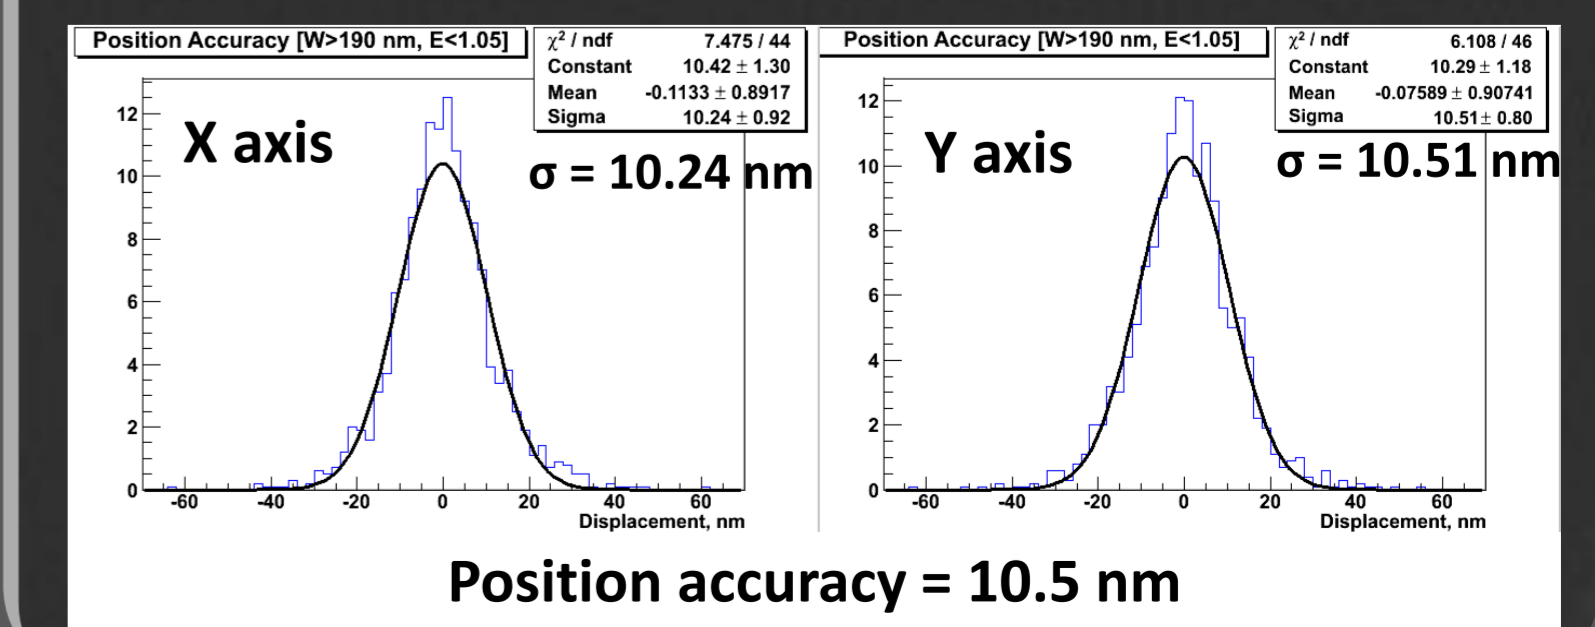 Position Accuracy [W>190 nm, E<1.05]
χ² / ndf 7.475 / 44
Constant 10.42 ± 1.30
Mean -0.1133 ± 0.8917
Sigma 10.24 ± 0.92
X axis
σ = 10.24 nm
12
10
8
6
4
2
0
-60 -40 -20 0 20 40 60
Displacement, nm
Position Accuracy [W>190 nm, E<1.05]
χ² / ndf 6.108 / 46
Constant 10.29 ± 1.18
Mean -0.07589 ± 0.90741
Sigma 10.51 ± 0.80
Y axis
σ = 10.51 nm
12
10
8
6
4
2
0
-60 -40 -20 0 20 40 60
Displacement, nm
Position accuracy = 10.5 nm